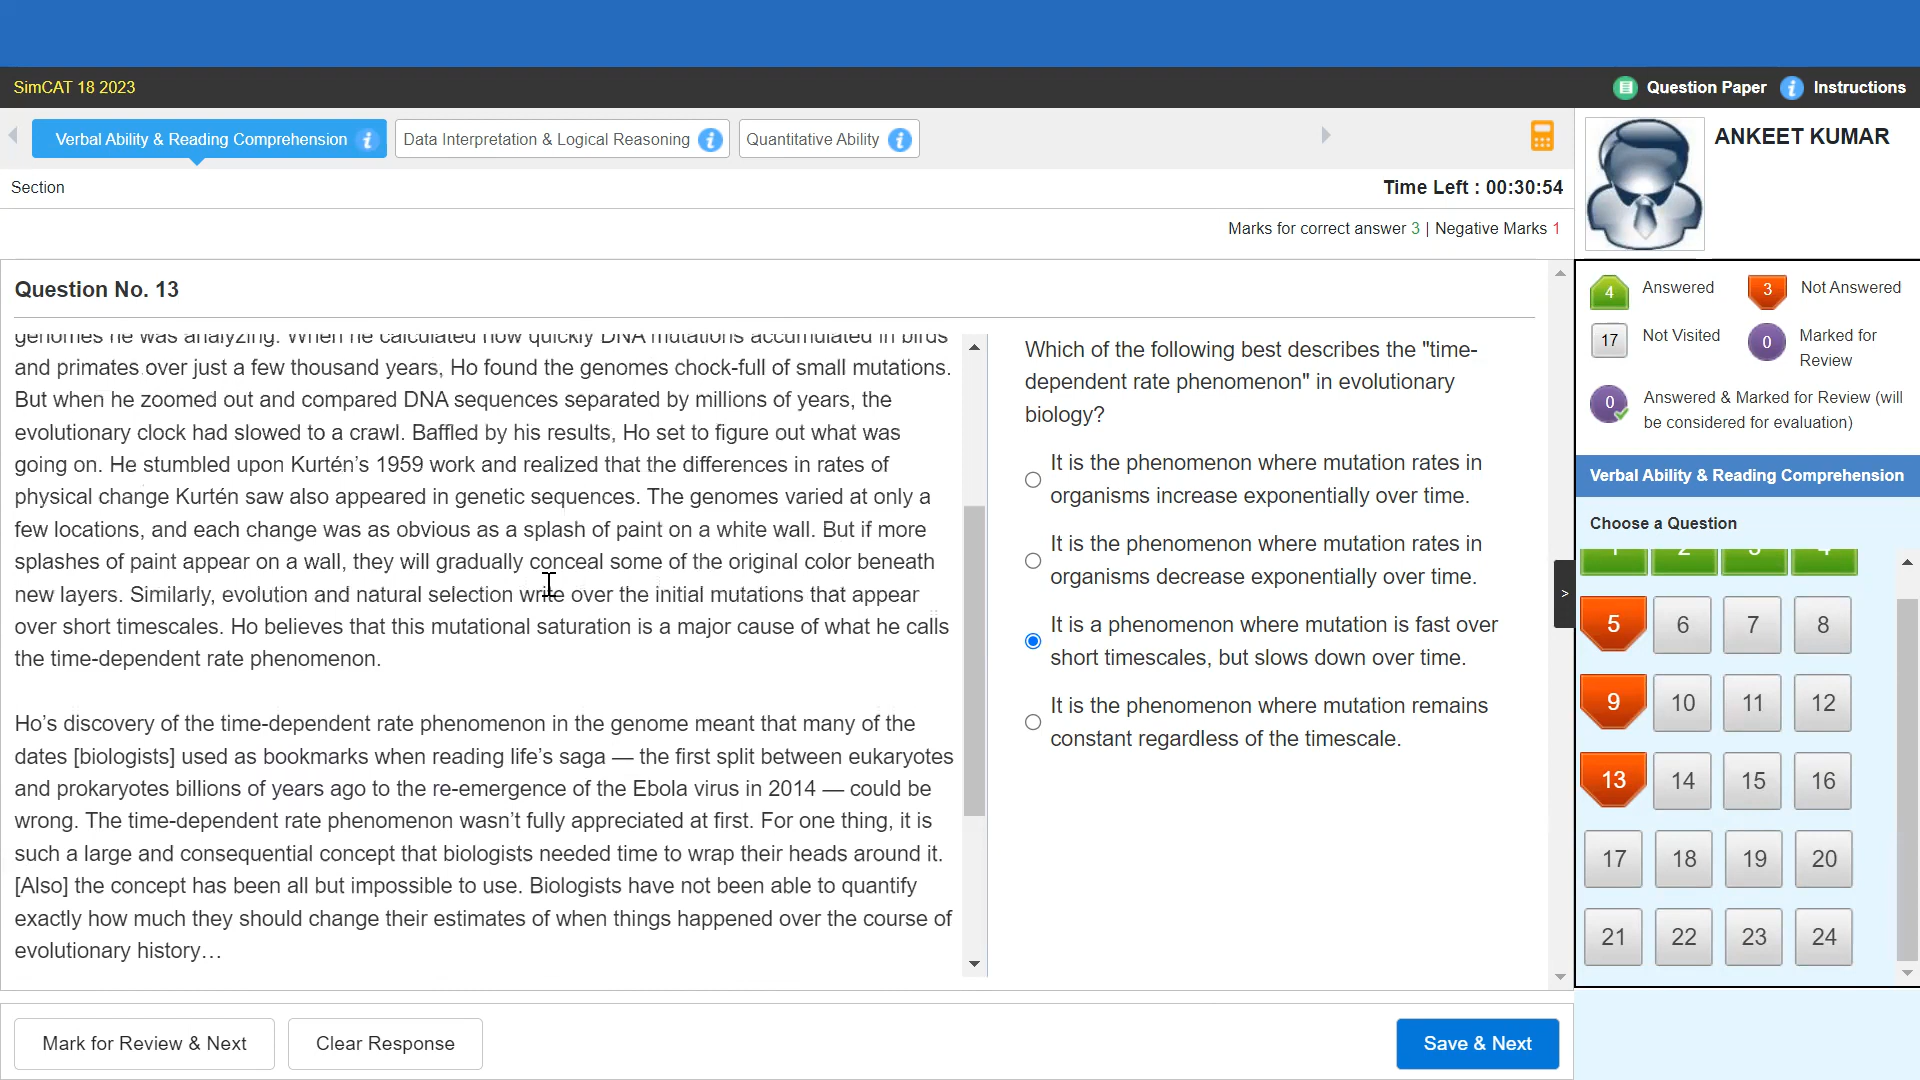 SimCAT 18 2023
Question Paper
Instructions
Verbal Ability & Reading Comprehension
Data Interpretation & Logical Reasoning
Quantitative Ability
ANKEET KUMAR
Section
Time Left : 00:30:54
Marks for correct answer 3 | Negative Marks 1
Question No. 13
genomes he was analyzing. When he calculated how quickly DNA mutations accumulated in birds
and primates over just a few thousand years, Ho found the genomes chock-full of small mutations.
But when he zoomed out and compared DNA sequences separated by millions of years, the
evolutionary clock had slowed to a crawl. Baffled by his results, Ho set to figure out what was
going on. He stumbled upon Kurtén’s 1959 work and realized that the differences in rates of
physical change Kurtén saw also appeared in genetic sequences. The genomes varied at only a
few locations, and each change was as obvious as a splash of paint on a white wall. But if more
splashes of paint appear on a wall, they will gradually conceal some of the original color beneath
new layers. Similarly, evolution and natural selection write over the initial mutations that appear
over short timescales. Ho believes that this mutational saturation is a major cause of what he calls
the time-dependent rate phenomenon.
Ho’s discovery of the time-dependent rate phenomenon in the genome meant that many of the
dates [biologists] used as bookmarks when reading life’s saga — the first split between eukaryotes
and prokaryotes billions of years ago to the re-emergence of the Ebola virus in 2014 — could be
wrong. The time-dependent rate phenomenon wasn’t fully appreciated at first. For one thing, it is
such a large and consequential concept that biologists needed time to wrap their heads around it.
[Also] the concept has been all but impossible to use. Biologists have not been able to quantify
exactly how much they should change their estimates of when things happened over the course of
evolutionary history…
Which of the following best describes the "time-
dependent rate phenomenon" in evolutionary
biology?
It is the phenomenon where mutation rates in
organisms increase exponentially over time.
It is the phenomenon where mutation rates in
organisms decrease exponentially over time.
It is a phenomenon where mutation is fast over
short timescales, but slows down over time.
It is the phenomenon where mutation remains
constant regardless of the timescale.
>
4 Answered
3 Not Answered
17 Not Visited
0 Marked for
Review
0 Answered & Marked for Review (will
be considered for evaluation)
Verbal Ability & Reading Comprehension
Choose a Question
1 2 3 4
5 6 7 8
9 10 11 12
13 14 15 16
17 18 19 20
21 22 23 24
Mark for Review & Next
Clear Response
Save & Next